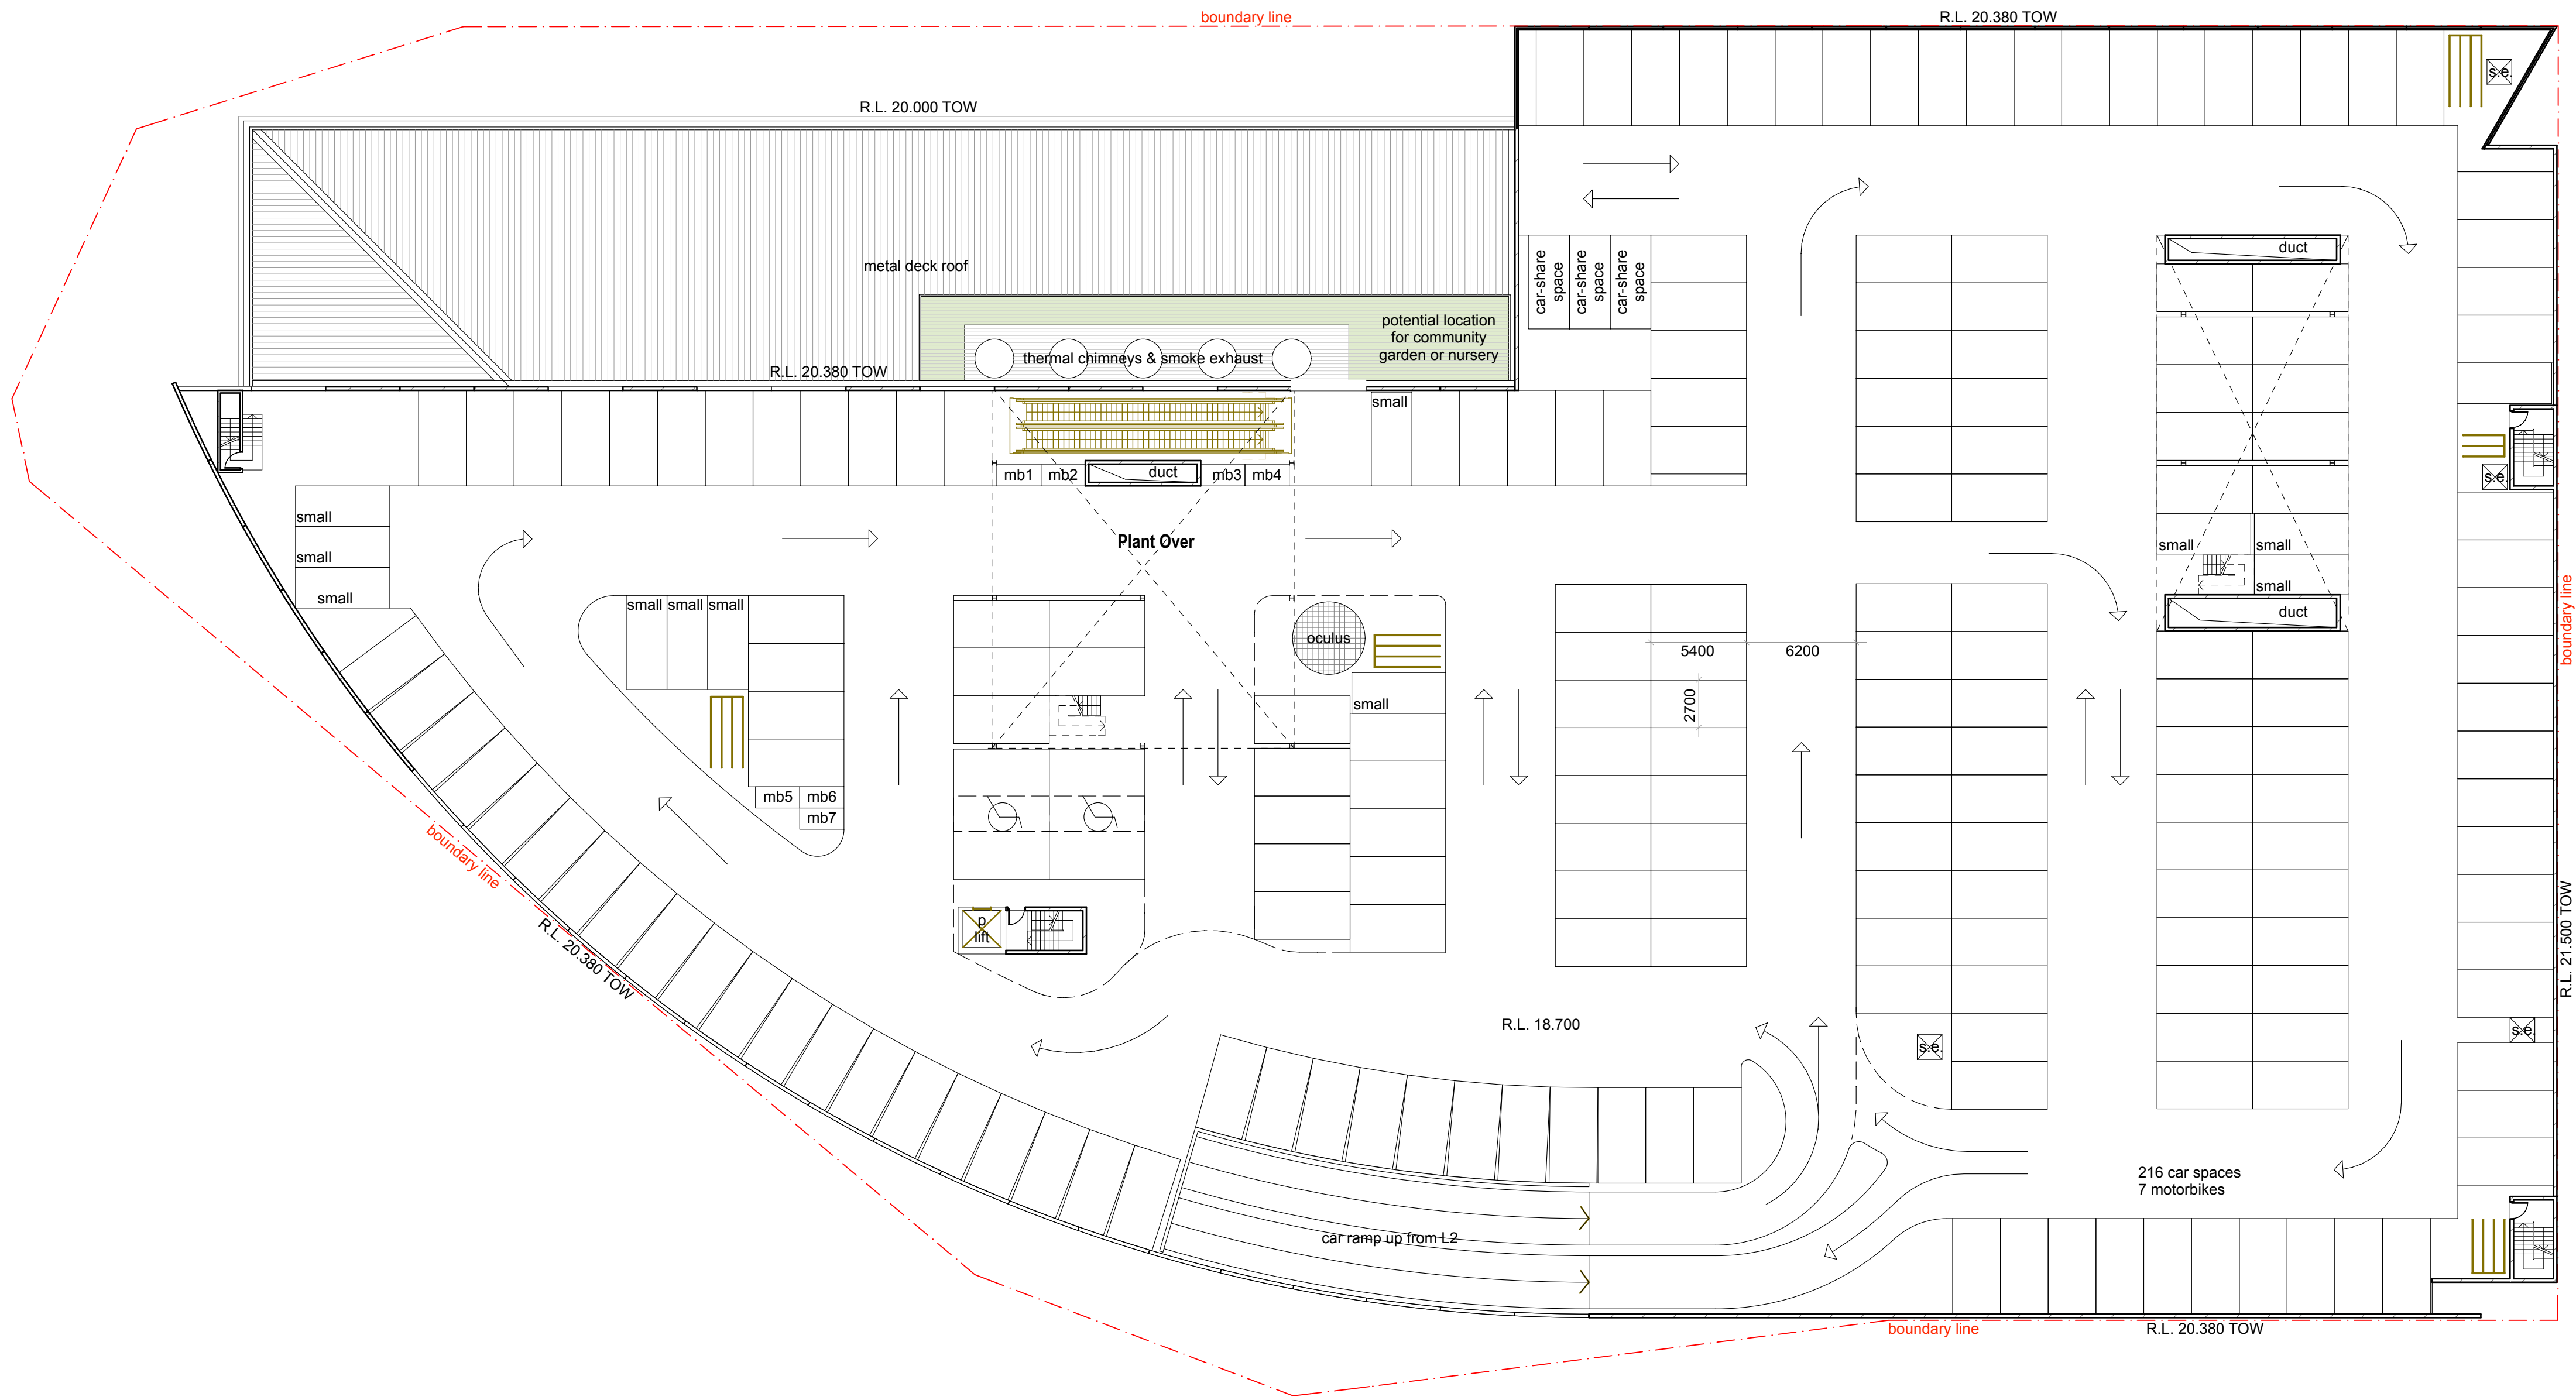 boundary line
R.L. 20.380 TOW
s.e.
R.L. 20.000 TOW
duct
metal deck roof
car-share
space
car-share
space
car-share
space
potential location
for community
garden or nursery
thermal chimneys & smoke exhaust
R.L. 20.380 TOW
small
mb1
mb2
duct
mb3
mb4
s.e.
small
Plant Over
small
small
small
small
small
boundary line
small
small
small
small
duct
oculus
5400
6200
2700
small
mb5
mb6
mb7
boundary line
p
lift
R.L. 20.380 TOW
R.L. 21.500 TOW
R.L. 18.700
s.e.
s.e.
216 car spaces
7 motorbikes
car ramp up from L2
boundary line
R.L. 20.380 TOW